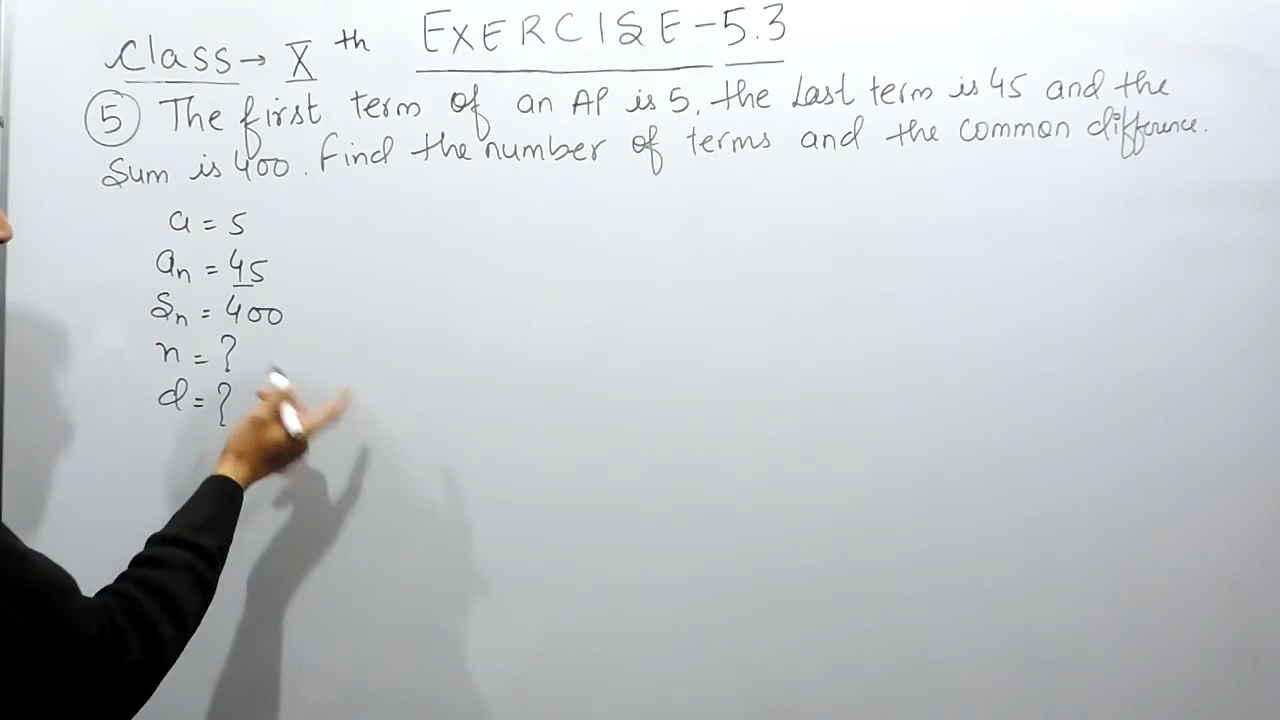 Class → X th EXERCISE - 5.3
5 The first term of an AP is 5, the Last term is 45 and the
Sum is 400. Find the number of terms and the common difference.
a = 5
an = 45
Sn = 400
n = ?
d = ?